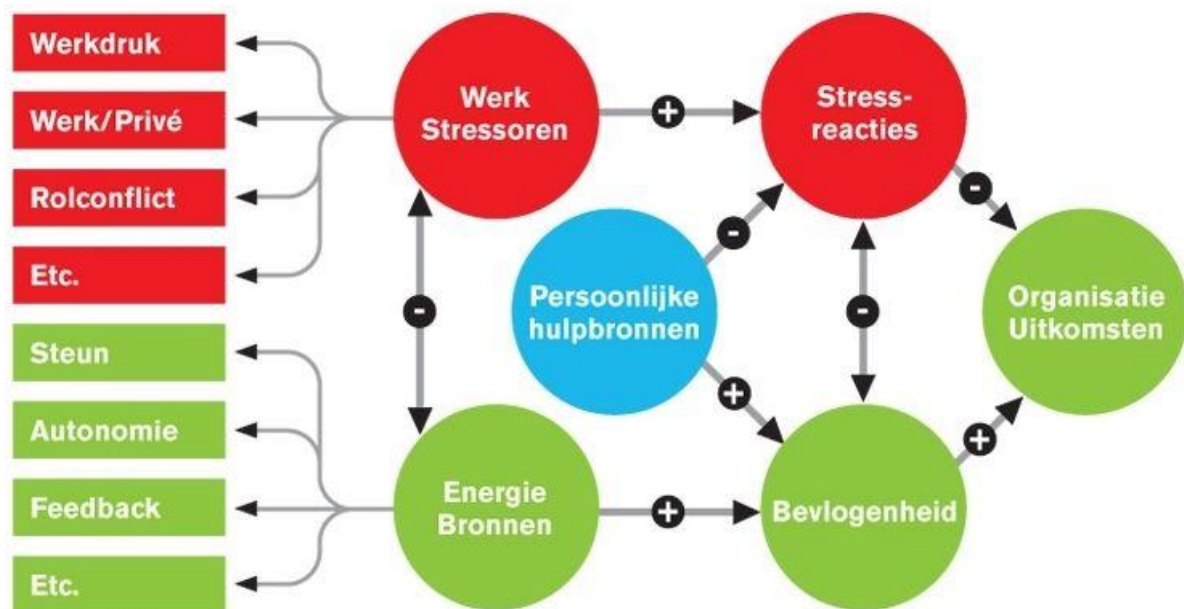 Werkdruk
Werk/Privé
Rolconflict
Etc.
Steun
Autonomie
Feedback
Etc.
Werk
Stressoren
+
Stress-
reacties
-
-
Persoonlijke
hulpbronnen
-
-
Organisatie
Uitkomsten
+
+
Energie
Bronnen
+
Bevlogenheid